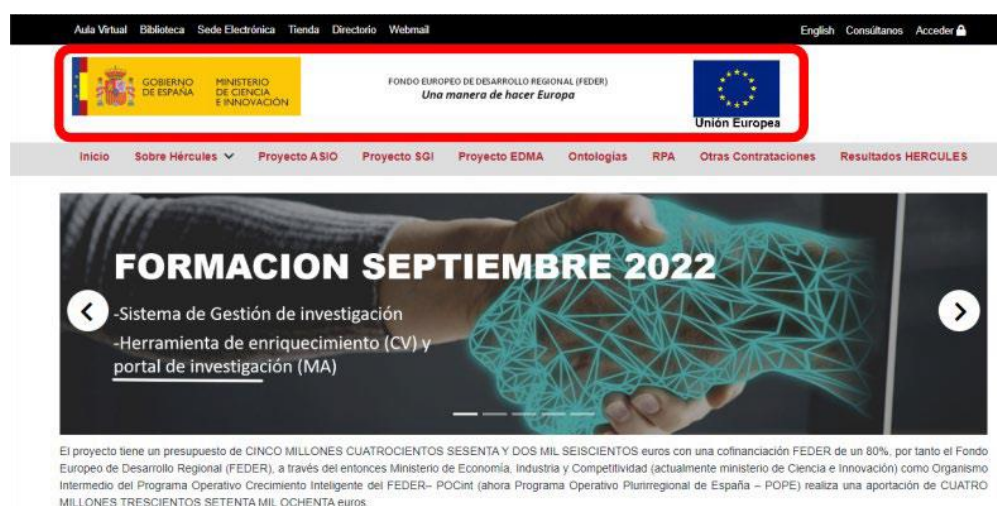 Aula Virtual Biblioteca Sede Electrónica Tienda Directorio Webmail English Consúltanos Acceder
GOBIERNO DE ESPAÑA
MINISTERIO DE CIENCIA E INNOVACIÓN
FONDO EUROPEO DE DESARROLLO REGIONAL (FEDER)
Una manera de hacer Europa
Unión Europea
Inicio Sobre Hércules Proyecto ASIO Proyecto SGI Proyecto EDMA Ontologías RPA Otras Contrataciones Resultados HERCULES
FORMACION SEPTIEMBRE 2022
-Sistema de Gestión de investigación
-Herramienta de enriquecimiento (CV) y
portal de investigación (MA)
El proyecto tiene un presupuesto de CINCO MILLONES CUATROCIENTOS SESENTA Y DOS MIL SEISCIENTOS euros con una cofinanciación FEDER de un 80%, por tanto el Fondo
Europeo de Desarrollo Regional (FEDER), a través del entonces Ministerio de Economía, Industria y Competitividad (actualmente ministerio de Ciencia e Innovación) como Organismo
Intermedio del Programa Operativo Crecimiento Inteligente del FEDER– POCint (ahora Programa Operativo Plurirregional de España – POPE) realiza una aportación de CUATRO
MILLONES TRESCIENTOS SETENTA MIL OCHENTA euros.